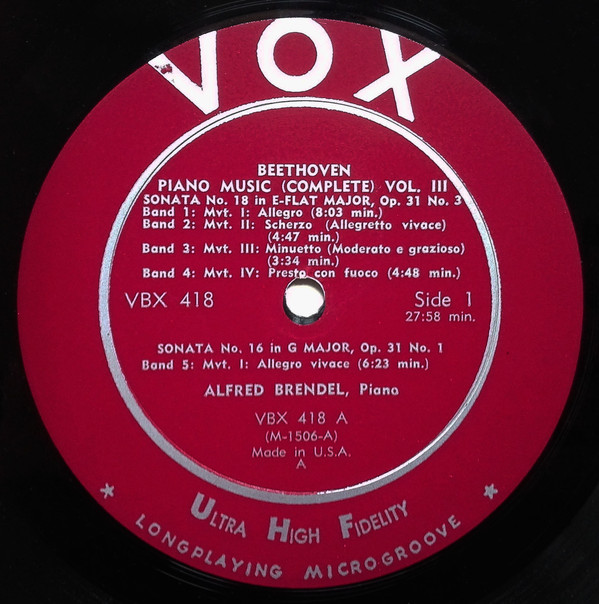 VOX
BEETHOVEN
PIANO MUSIC (COMPLETE) VOL. III
SONATA No. 18 in E-FLAT MAJOR, Op. 31 No. 3
Band 1: Mvt. I: Allegro (8:03 min.)
Band 2: Mvt. II: Scherzo (Allegretto vivace)
(4:47 min.)
Band 3: Mvt. III: Minuetto (Moderato e grazioso)
(3:34 min.)
Band 4: Mvt. IV: Presto con fuoco (4:48 min.)
VBX 418
Side 1
27:58 min.
SONATA No. 16 in G MAJOR, Op. 31 No. 1
Band 5: Mvt. I: Allegro vivace (6:23 min.)
ALFRED BRENDEL, Piano
VBX 418 A
(M-1506-A)
Made in U.S.A.
A
ULTRA HIGH FIDELITY
* LONGPLAYING MICROGROOVE *